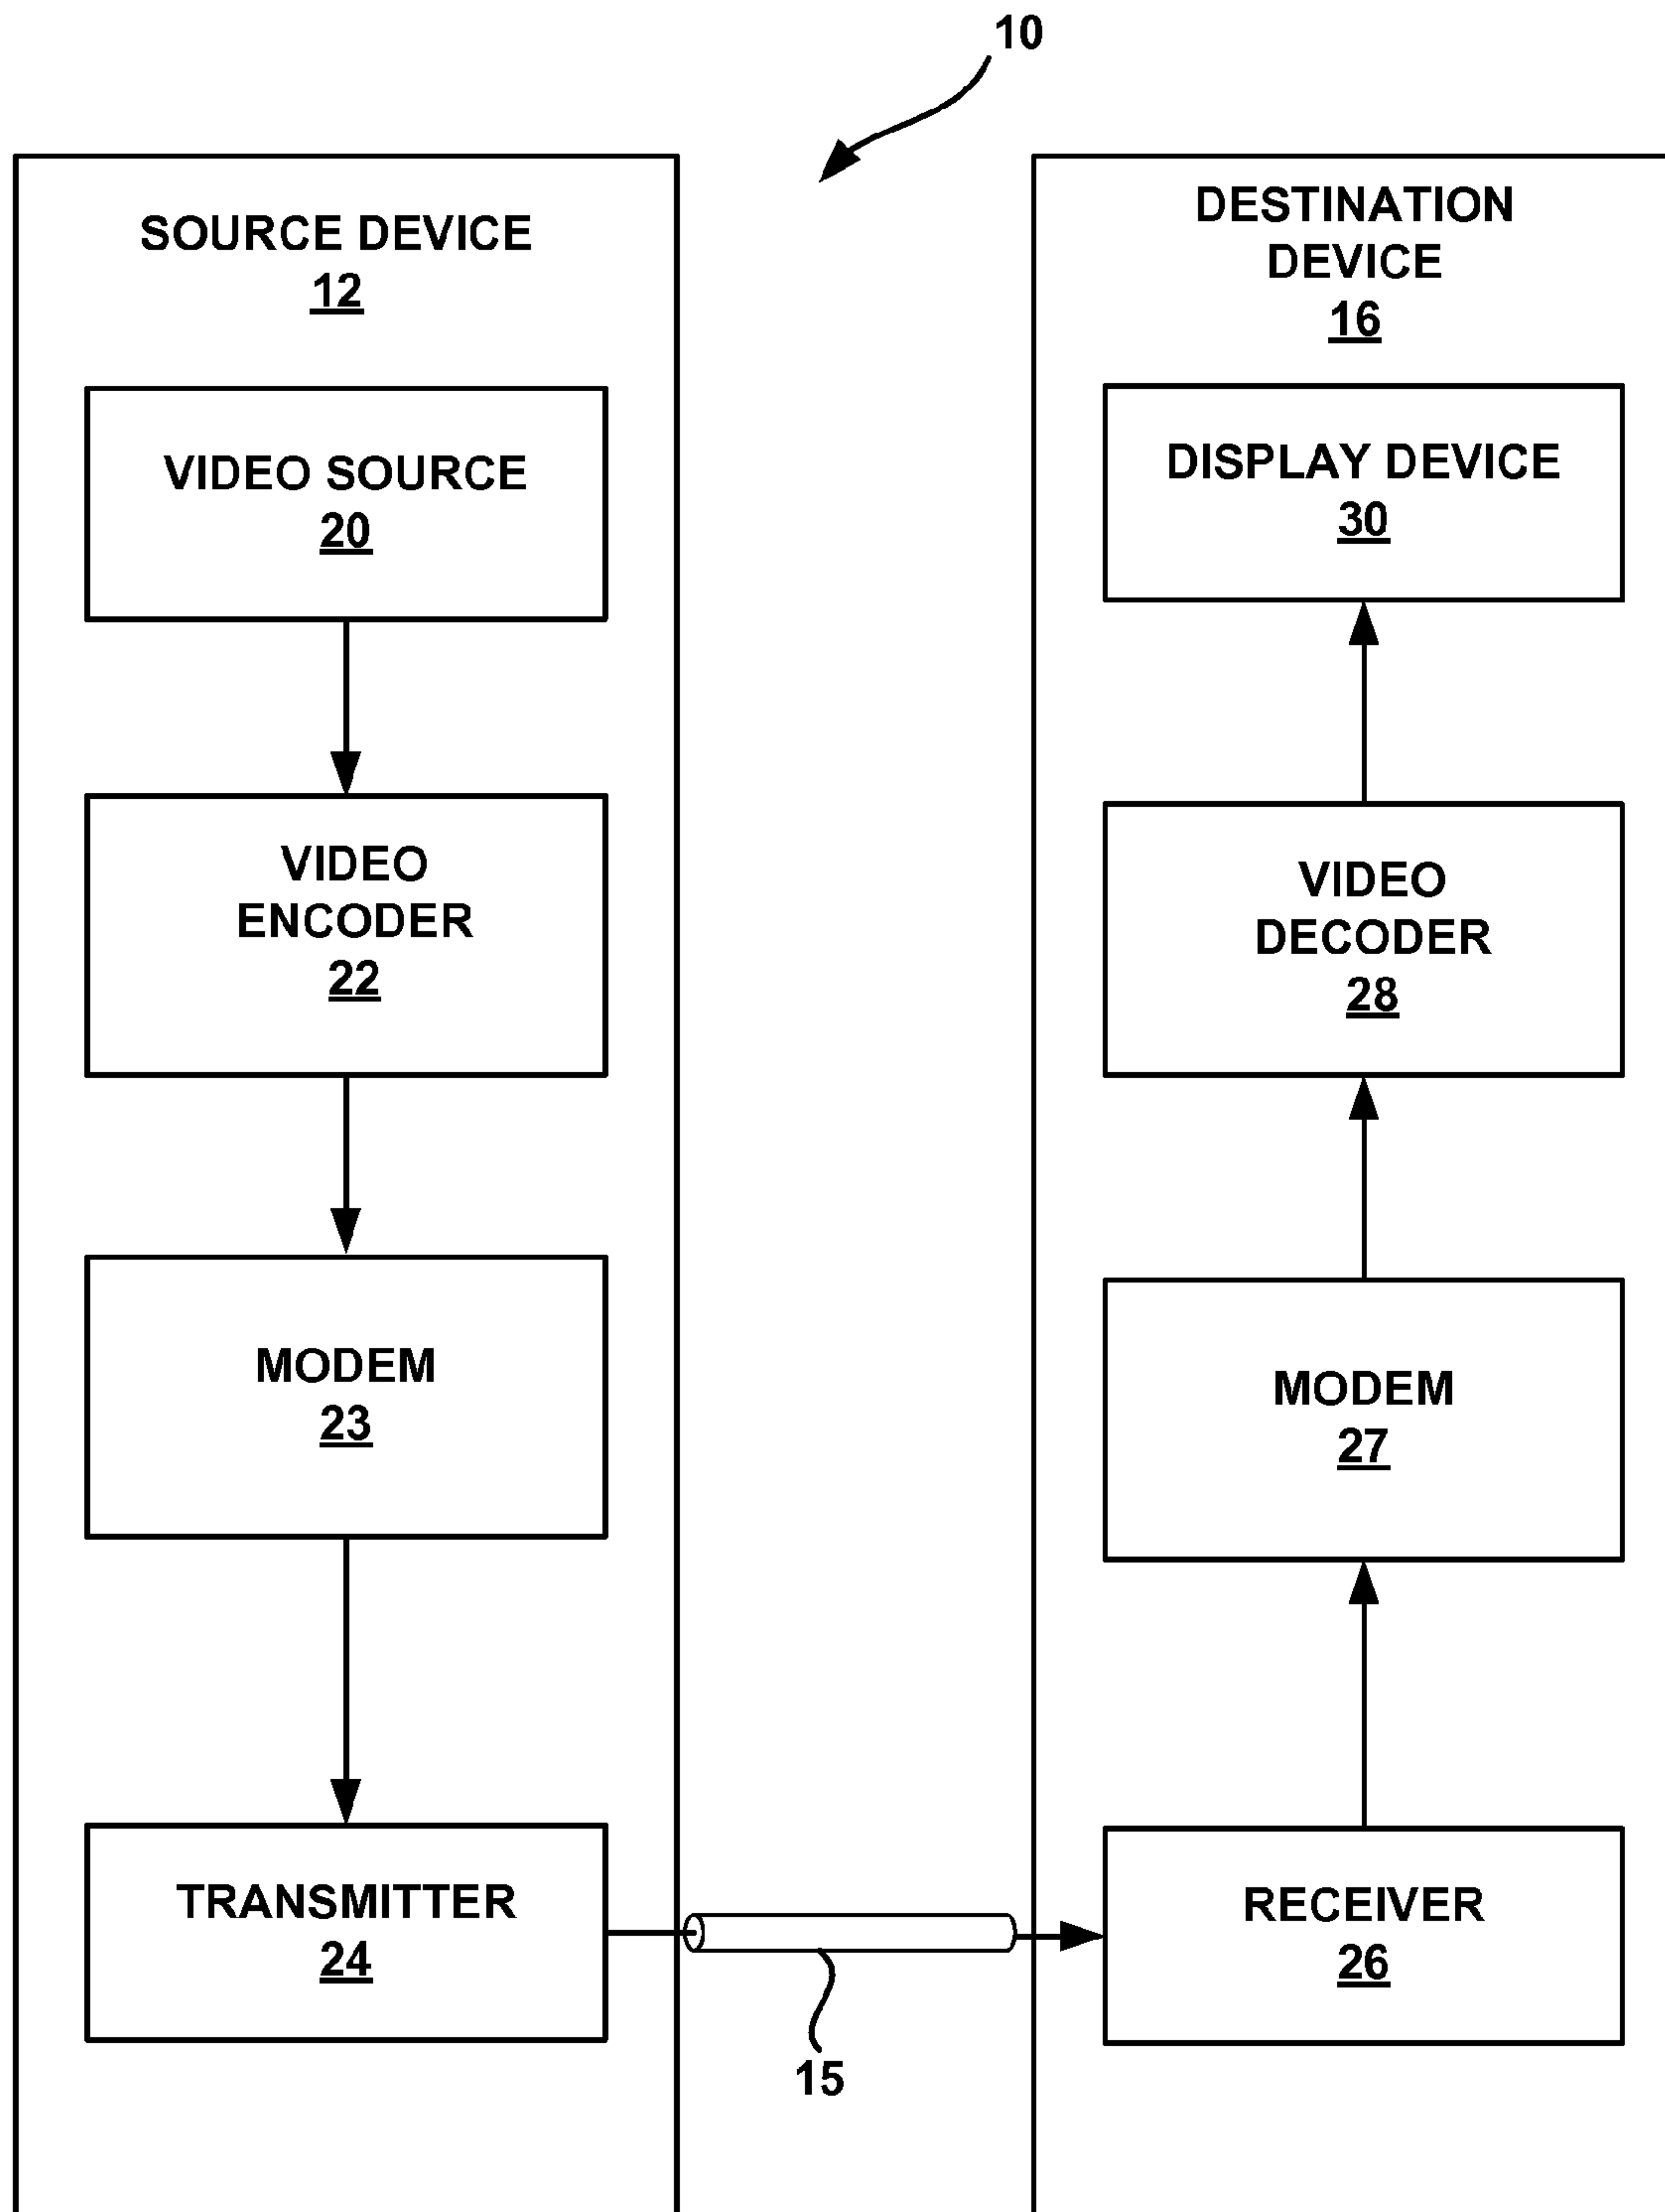 10
SOURCE DEVICE
12
VIDEO SOURCE
20
VIDEO
ENCODER
22
MODEM
23
TRANSMITTER
24
15
DESTINATION
DEVICE
16
DISPLAY DEVICE
30
VIDEO
DECODER
28
MODEM
27
RECEIVER
26